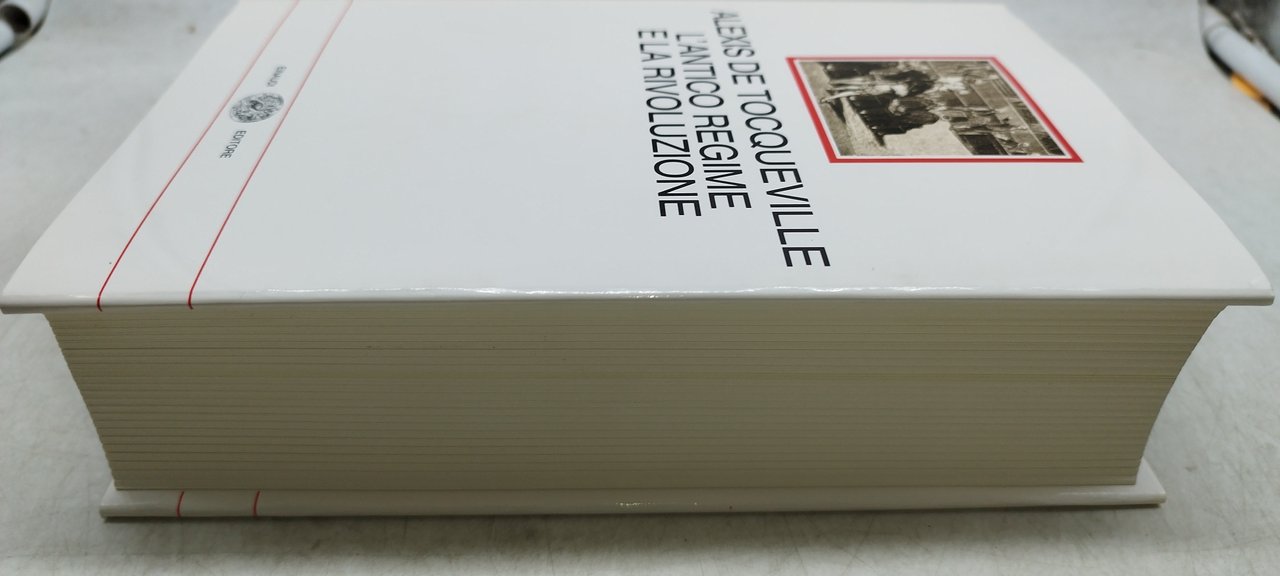 ALEXIS DE TOCQUEVILLE
L'ANTICO REGIME
E LA RIVOLUZIONE
EINAUDI
EDITORE